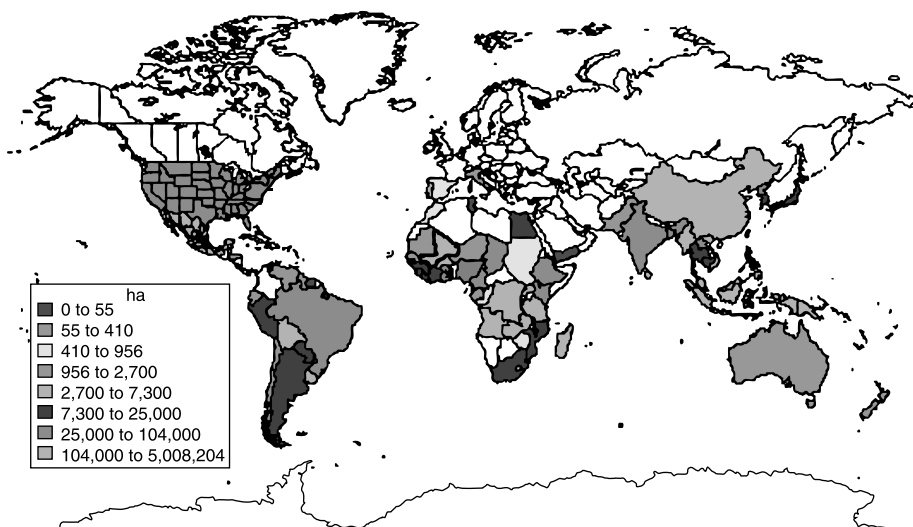 ha
0 to 55
55 to 410
410 to 956
956 to 2,700
2,700 to 7,300
7,300 to 25,000
25,000 to 104,000
104,000 to 5,008,204